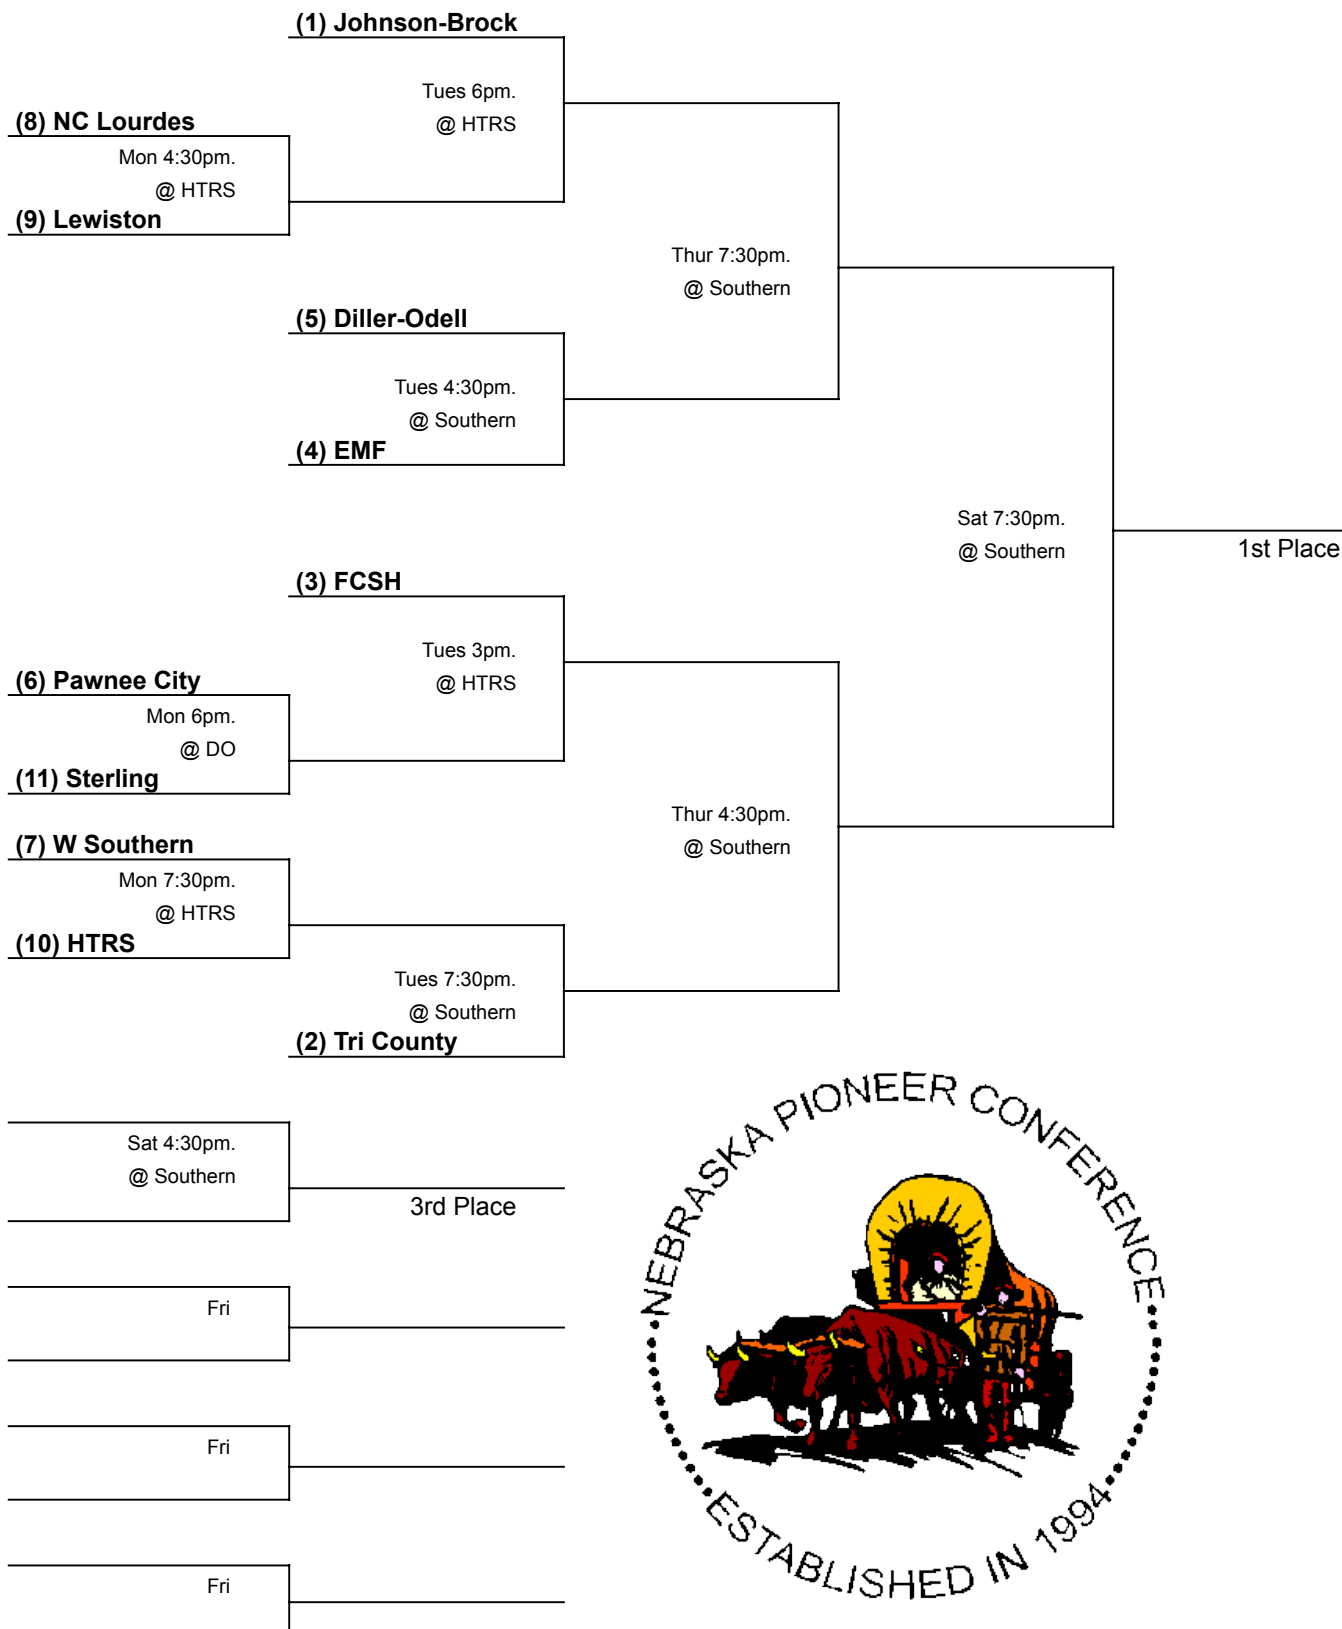 (1) Johnson-Brock
Tues 6pm.
@ HTRS
(8) NC Lourdes
Mon 4:30pm.
@ HTRS
(9) Lewiston
Thur 7:30pm.
@ Southern
(5) Diller-Odell
Tues 4:30pm.
@ Southern
(4) EMF
Sat 7:30pm.
@ Southern
1st Place
(3) FCSH
Tues 3pm.
@ HTRS
(6) Pawnee City
Mon 6pm.
@ DO
(11) Sterling
Thur 4:30pm.
@ Southern
(7) W Southern
Mon 7:30pm.
@ HTRS
(10) HTRS
Tues 7:30pm.
@ Southern
(2) Tri County
Sat 4:30pm.
@ Southern
3rd Place
Fri
Fri
Fri
NEBRASKA PIONEER CONFERENCE
ESTABLISHED IN 1994